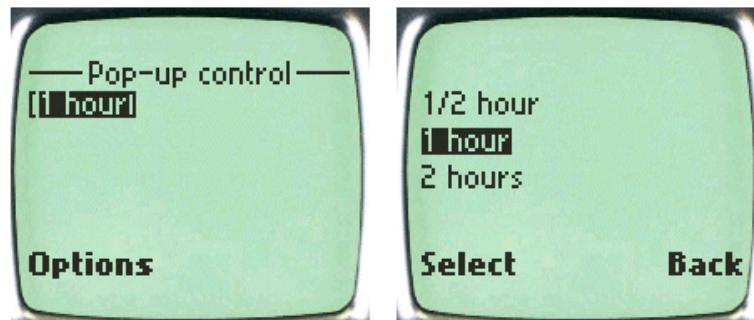 Pop-up control
[1 hour]
Options
1/2 hour
1 hour
2 hours
Select Back